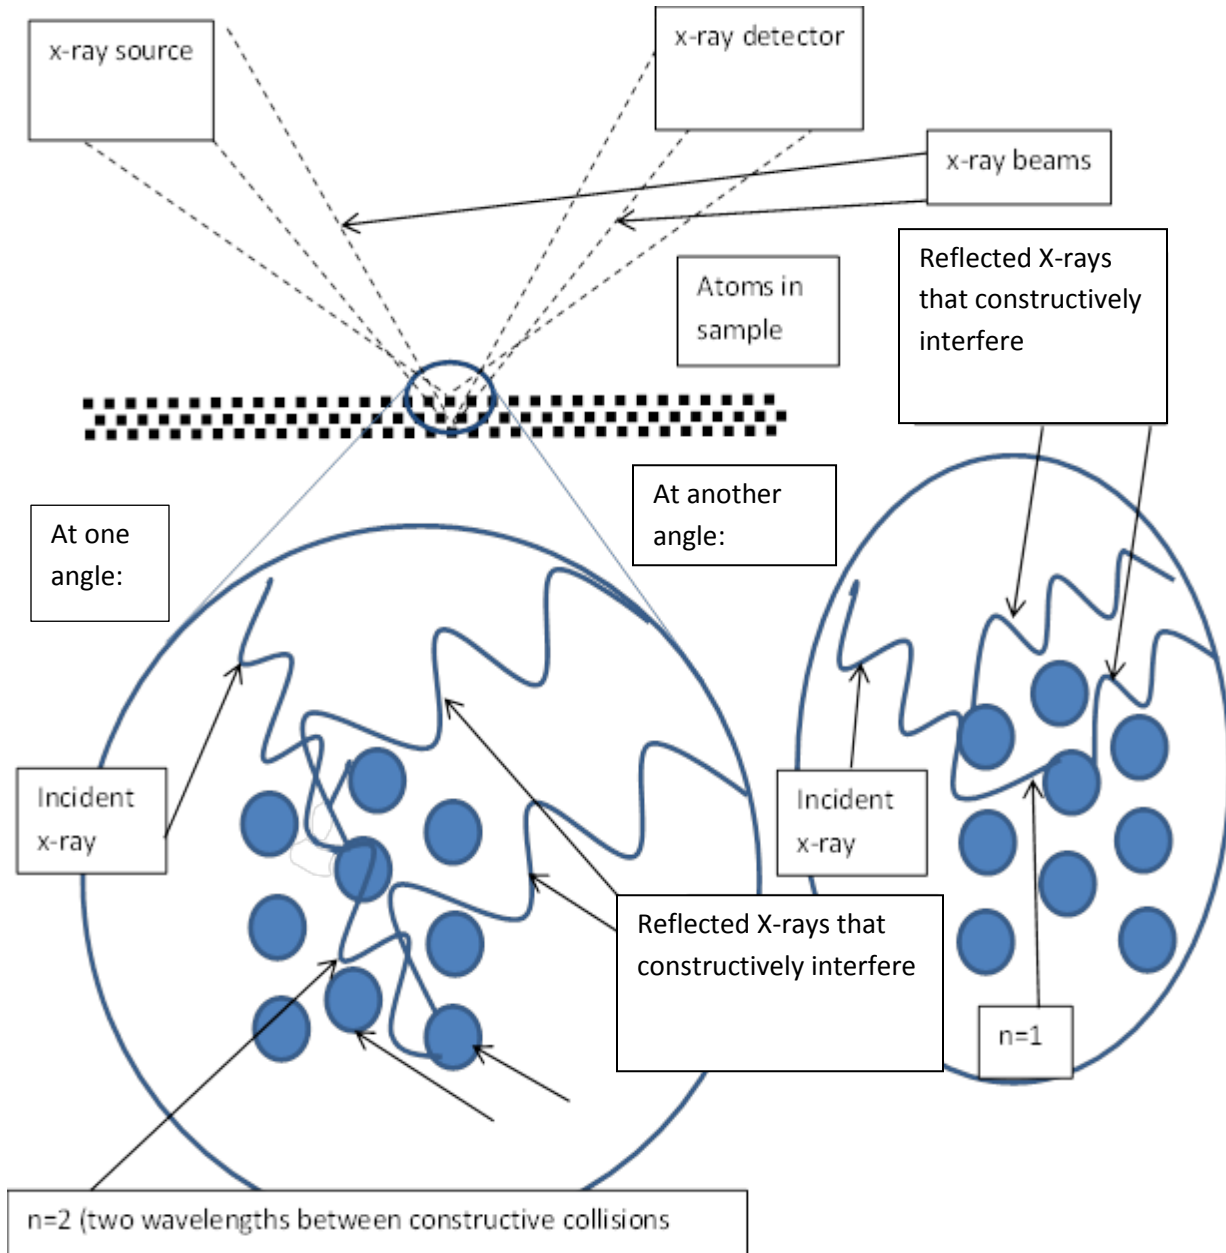 x-ray source
x-ray detector
x-ray beams
Reflected X-rays
that constructively
interfere
Atoms in
sample
At one
angle:
At another
angle:
Incident
x-ray
Incident
x-ray
Reflected X-rays that
constructively interfere
n=1
n=2 (two wavelengths between constructive collisions